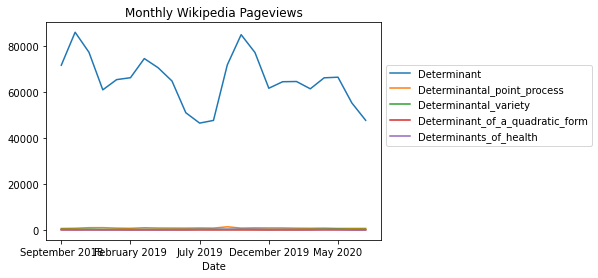 Monthly Wikipedia Pageviews
80000
60000
40000
20000
0
September 2018
February 2019
July 2019
December 2019
May 2020
Date
Determinant
Determinantal_point_process
Determinantal_variety
Determinant_of_a_quadratic_form
Determinants_of_health